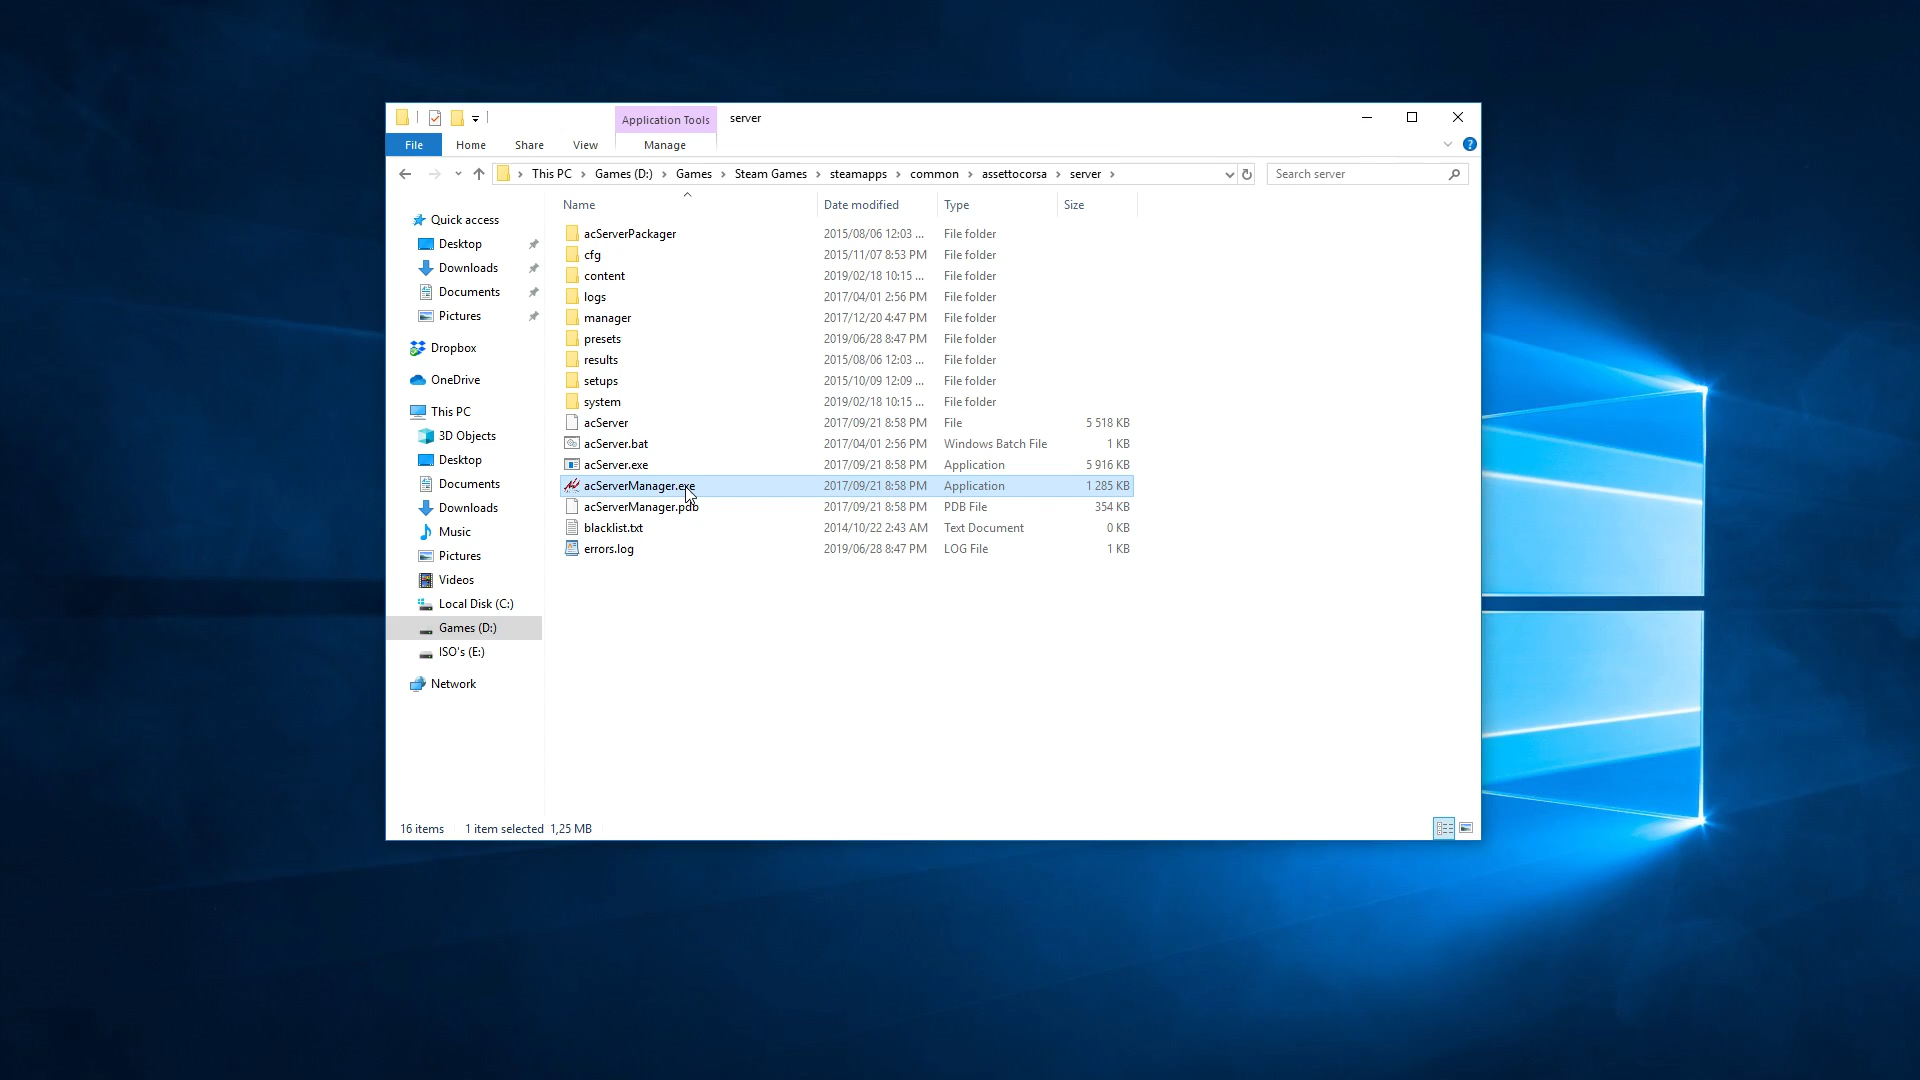 Application Tools server
File Home Share View Manager
This PC Games (D:) Games Steam Games steamapps common assettocorsa server Search server
Name Date modified Type Size
Quick access
Desktop
Downloads
Documents
Pictures
Dropbox
OneDrive
This PC
3D Objects
Desktop
Documents
Downloads
Music
Pictures
Videos
Local Disk (C:)
Games (D:)
ISO's (E:)
Network
acServerPackager 2015/08/06 12:03 ... File folder
cfg 2015/11/07 8:53 PM File folder
content 2019/02/18 10:15 ... File folder
logs 2017/04/01 2:56 PM File folder
manager 2017/12/20 4:47 PM File folder
presets 2019/06/28 8:47 PM File folder
results 2015/08/06 12:03 ... File folder
setups 2015/10/09 12:09 ... File folder
system 2019/02/18 10:15 ... File folder
acServer 2017/09/21 8:58 PM File 5 518 KB
acServer.bat 2017/04/01 2:56 PM Windows Batch File 1 KB
acServer.exe 2017/09/21 8:58 PM Application 5 916 KB
acServerManager.exe 2017/09/21 8:58 PM Application 1 285 KB
acServerManager.pdb 2017/09/21 8:58 PM PDB File 354 KB
blacklist.txt 2014/10/22 2:43 AM Text Document 0 KB
errors.log 2019/06/28 8:47 PM LOG File 1 KB
16 items 1 item selected 1,25 MB